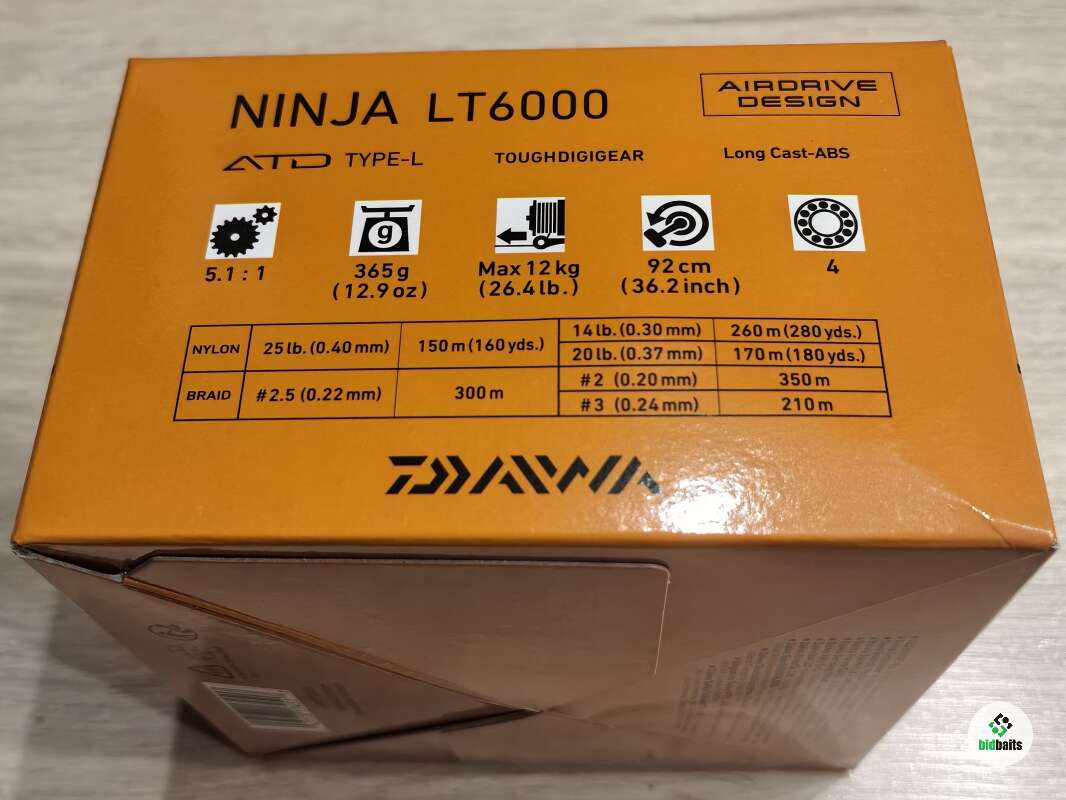 NINJA LT6000
AIRDRIVE
DESIGN
ATD TYPE-L
TOUGHDIGIGEAR
Long Cast-ABS
g
5.1 : 1
365 g
(12.9 oz)
Max 12 kg
(26.4 lb.)
92 cm
(36.2 inch)
4
NYLON 25 lb. (0.40 mm) 150 m (160 yds.) 14 lb. (0.30 mm) 260 m (280 yds.)
20 lb. (0.37 mm) 170 m (180 yds.)
BRAID #2.5 (0.22 mm) 300 m #2 (0.20 mm) 350 m
#3 (0.24 mm) 210 m
DAIWA
bidbaits